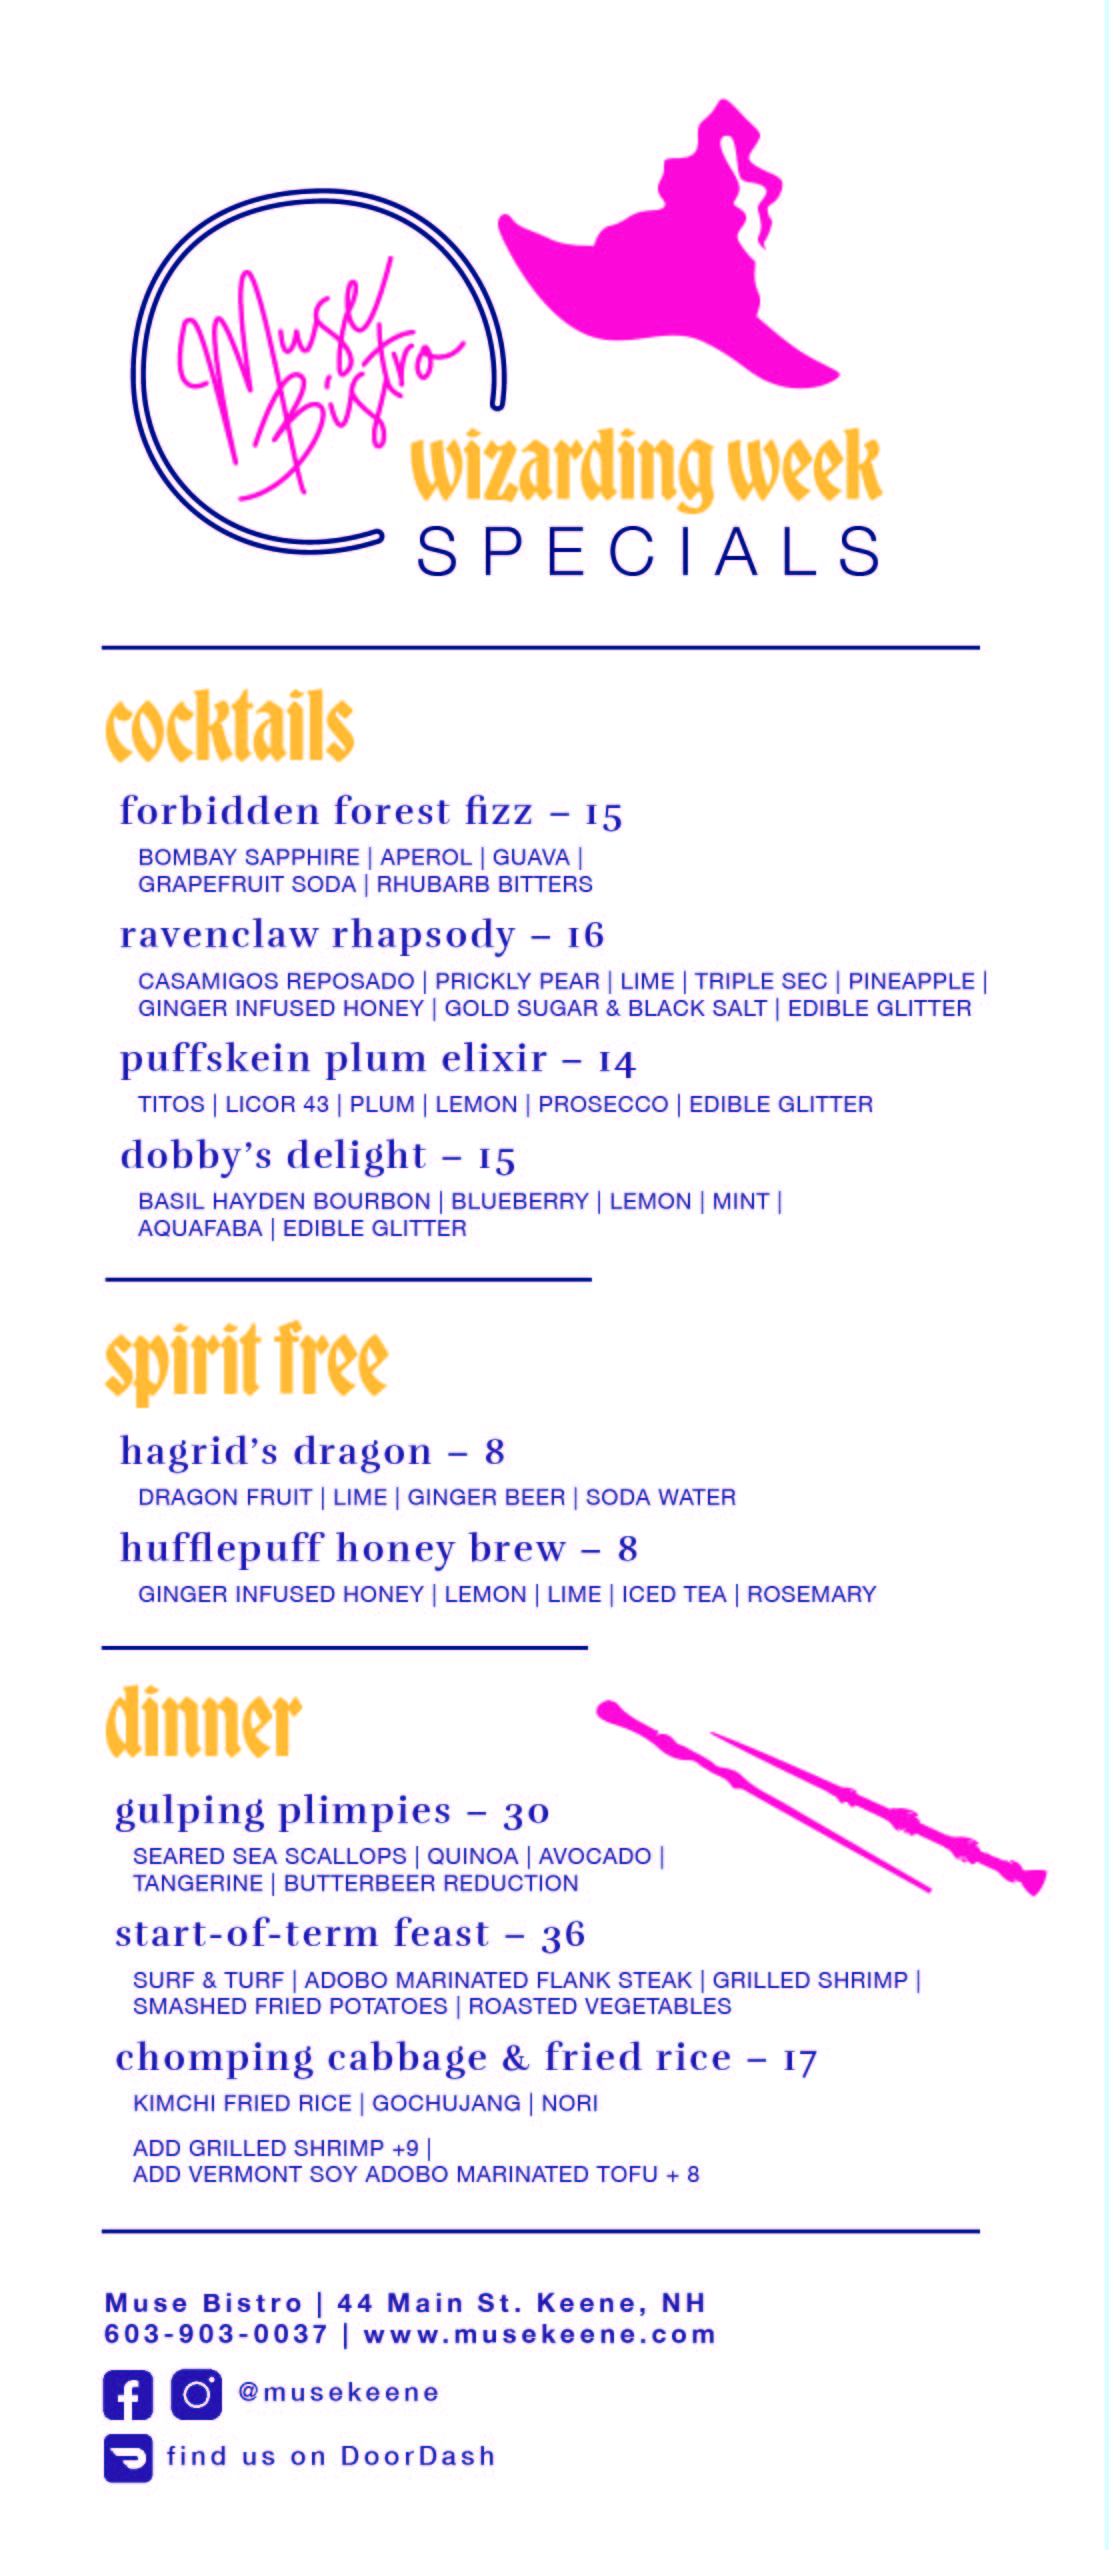 Muse
Bistro
wizarding week
SPECIALS
cocktails
forbidden forest fizz – 15
BOMBAY SAPPHIRE | APEROL | GUAVA |
GRAPEFRUIT SODA | RHUBARB BITTERS
ravenclaw rhapsody – 16
CASAMIGOS REPOSADO | PRICKLY PEAR | LIME | TRIPLE SEC | PINEAPPLE |
GINGER INFUSED HONEY | GOLD SUGAR & BLACK SALT | EDIBLE GLITTER
puffskein plum elixir – 14
TITOS | LICOR 43 | PLUM | LEMON | PROSECCO | EDIBLE GLITTER
dobby’s delight – 15
BASIL HAYDEN BOURBON | BLUEBERRY | LEMON | MINT |
AQUAFABA | EDIBLE GLITTER
spirit free
hagrid’s dragon – 8
DRAGON FRUIT | LIME | GINGER BEER | SODA WATER
hufflepuff honey brew – 8
GINGER INFUSED HONEY | LEMON | LIME | ICED TEA | ROSEMARY
dinner
gulping plimpies – 30
SEARED SEA SCALLOPS | QUINOA | AVOCADO |
TANGERINE | BUTTERBEER REDUCTION
start-of-term feast – 36
SURF & TURF | ADOBO MARINATED FLANK STEAK | GRILLED SHRIMP |
SMASHED FRIED POTATOES | ROASTED VEGETABLES
chomping cabbage & fried rice – 17
KIMCHI FRIED RICE | GOCHUJANG | NORI
ADD GRILLED SHRIMP +9 |
ADD VERMONT SOY ADOBO MARINATED TOFU + 8
Muse Bistro | 44 Main St. Keene, NH
603-903-0037 | www.musekeene.com
@musekeene
find us on DoorDash